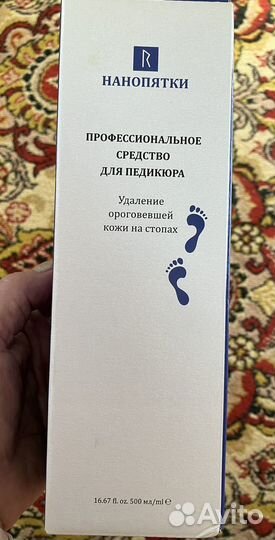 R
НАНОПЯТКИ
ПРОФЕССИОНАЛЬНОЕ
СРЕДСТВО
ДЛЯ ПЕДИКЮРА
Удаление
ороговевшей
кожи на стопах
16.67 fl. oz. 500 мл/ml ℮
Avito